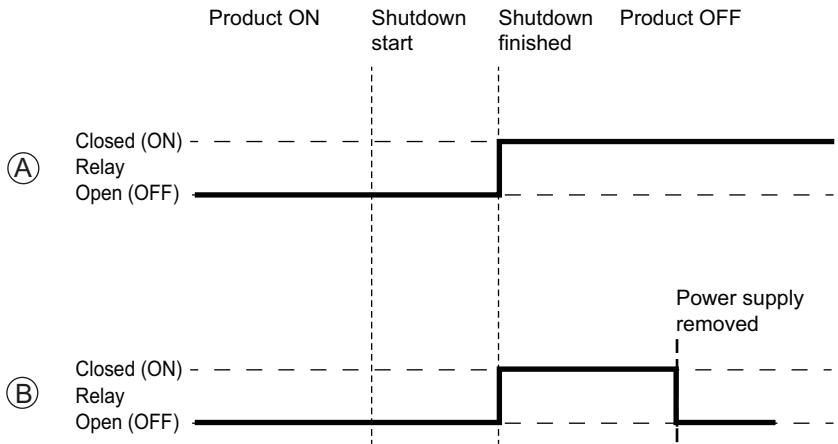 Product ON
Shutdown
start
Shutdown
finished
Product OFF
A
Closed (ON)
Relay
Open (OFF)
Power supply
removed
B
Closed (ON)
Relay
Open (OFF)